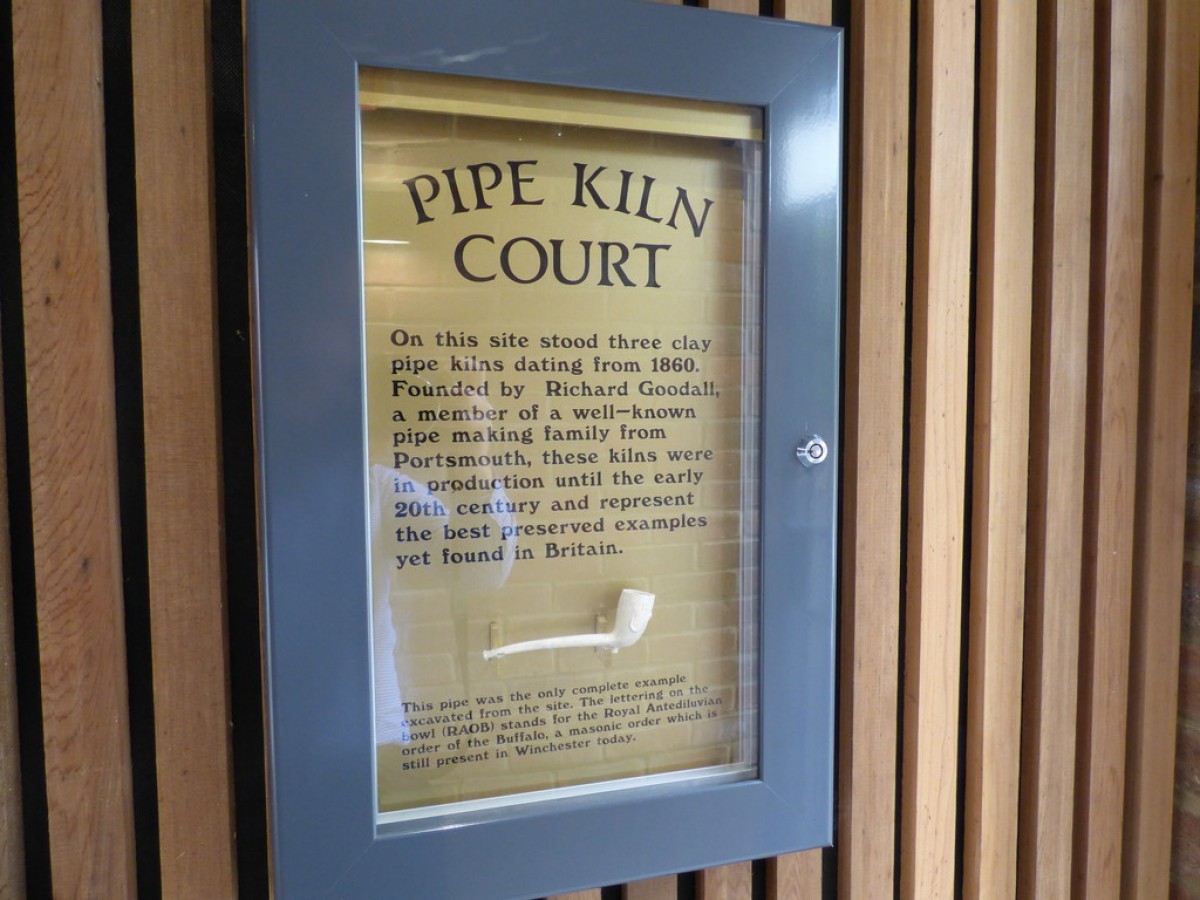 PIPE KILN
COURT
On this site stood three clay
pipe kilns dating from 1860.
Founded by Richard Goodall,
a member of a well-known
pipe making family from
Portsmouth, these kilns were
in production until the early
20th century and represent
the best preserved examples
yet found in Britain.
This pipe was the only complete example
excavated from the site. The lettering on the
bowl (RAOB) stands for the Royal Antediluvian
order of the Buffalo, a masonic order which is
still present in Winchester today.